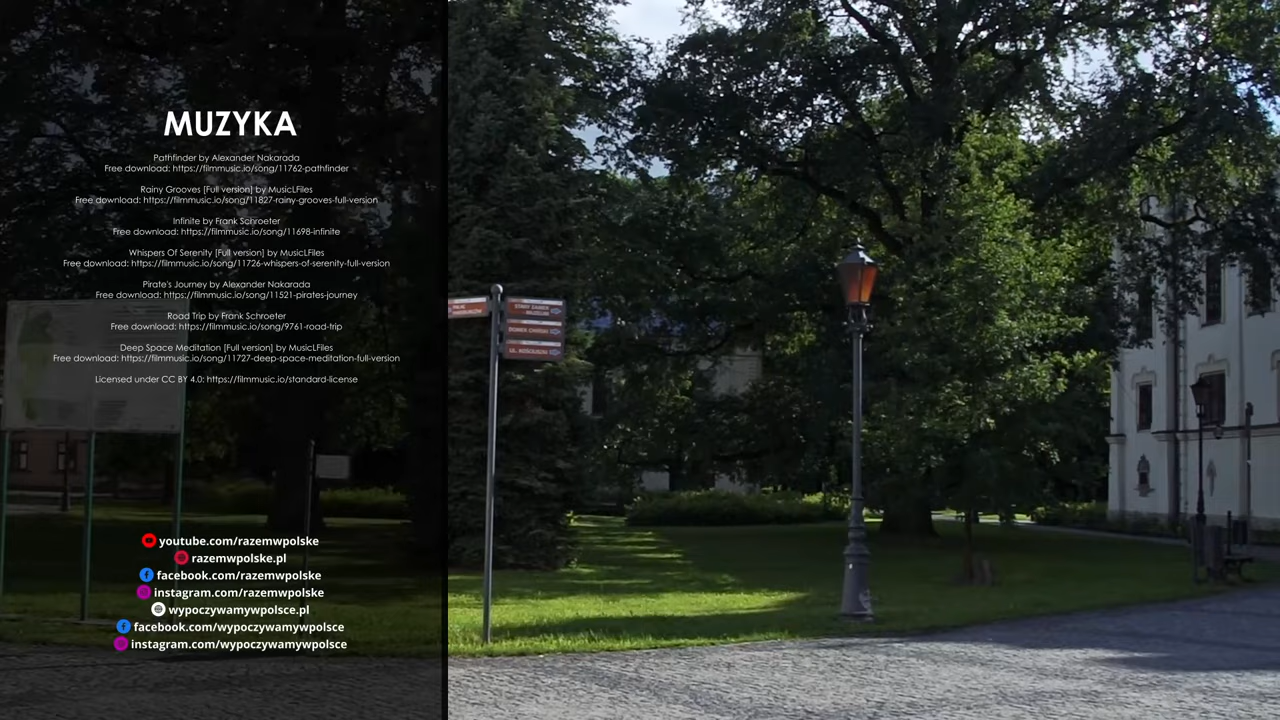 MUZYKA
Pathfinder by Alexander Nakarada
Free download: https://filmmusic.io/song/11762-pathfinder
Rainy Grooves [Full version] by MusicLFiles
Free download: https://filmmusic.io/song/11827-rainy-grooves-full-version
Infinite by Frank Schroeter
Free download: https://filmmusic.io/song/11698-infinite
Whispers Of Serenity [Full version] by MusicLFiles
Free download: https://filmmusic.io/song/11726-whispers-of-serenity-full-version
Pirate's Journey by Alexander Nakarada
Free download: https://filmmusic.io/song/11521-pirates-journey
Road Trip by Frank Schroeter
Free download: https://filmmusic.io/song/9761-road-trip
Deep Space Meditation [Full version] by MusicLFiles
Free download: https://filmmusic.io/song/11727-deep-space-meditation-full-version
Licensed under CC BY 4.0: https://filmmusic.io/standard-license
youtube.com/razemwpolske
razemwpolske.pl
facebook.com/razemwpolske
instagram.com/razemwpolske
wypoczywamywpolsce.pl
facebook.com/wypoczywamywpolsce
instagram.com/wypoczywamywpolsce
STARY ZAMEK
MUZEUM
DOMEK CHIŃSKI
UL. KOŚCIUSZKI